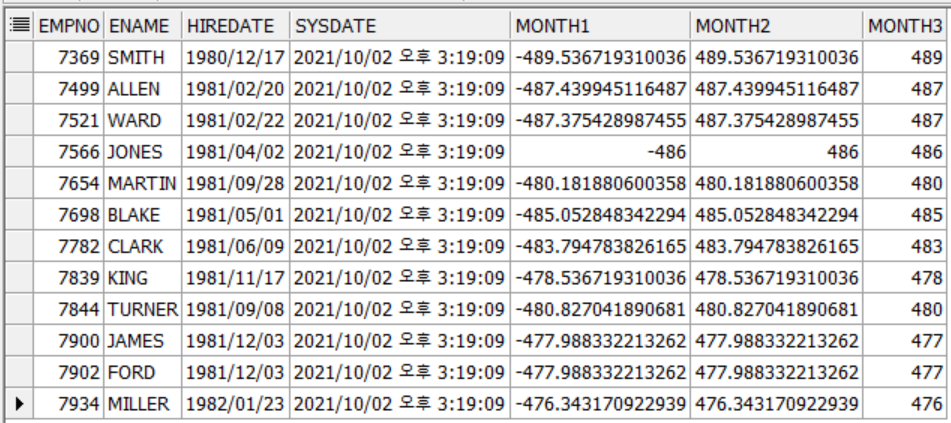 EMPNO ENAME HIREDATE SYSDATE MONTH1 MONTH2 MONTH3
7369 SMITH 1980/12/17 2021/10/02 오후 3:19:09 -489.536719310036 489.536719310036 489
7499 ALLEN 1981/02/20 2021/10/02 오후 3:19:09 -487.439945116487 487.439945116487 487
7521 WARD 1981/02/22 2021/10/02 오후 3:19:09 -487.375428987455 487.375428987455 487
7566 JONES 1981/04/02 2021/10/02 오후 3:19:09 -486 486 486
7654 MARTIN 1981/09/28 2021/10/02 오후 3:19:09 -480.181880600358 480.181880600358 480
7698 BLAKE 1981/05/01 2021/10/02 오후 3:19:09 -485.052848342294 485.052848342294 485
7782 CLARK 1981/06/09 2021/10/02 오후 3:19:09 -483.794783826165 483.794783826165 483
7839 KING 1981/11/17 2021/10/02 오후 3:19:09 -478.536719310036 478.536719310036 478
7844 TURNER 1981/09/08 2021/10/02 오후 3:19:09 -480.827041890681 480.827041890681 480
7900 JAMES 1981/12/03 2021/10/02 오후 3:19:09 -477.988332213262 477.988332213262 477
7902 FORD 1981/12/03 2021/10/02 오후 3:19:09 -477.988332213262 477.988332213262 477
7934 MILLER 1982/01/23 2021/10/02 오후 3:19:09 -476.343170922939 476.343170922939 476